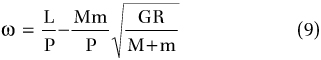 ω = L/P − Mm/P √(GR/(M+m)) (9)